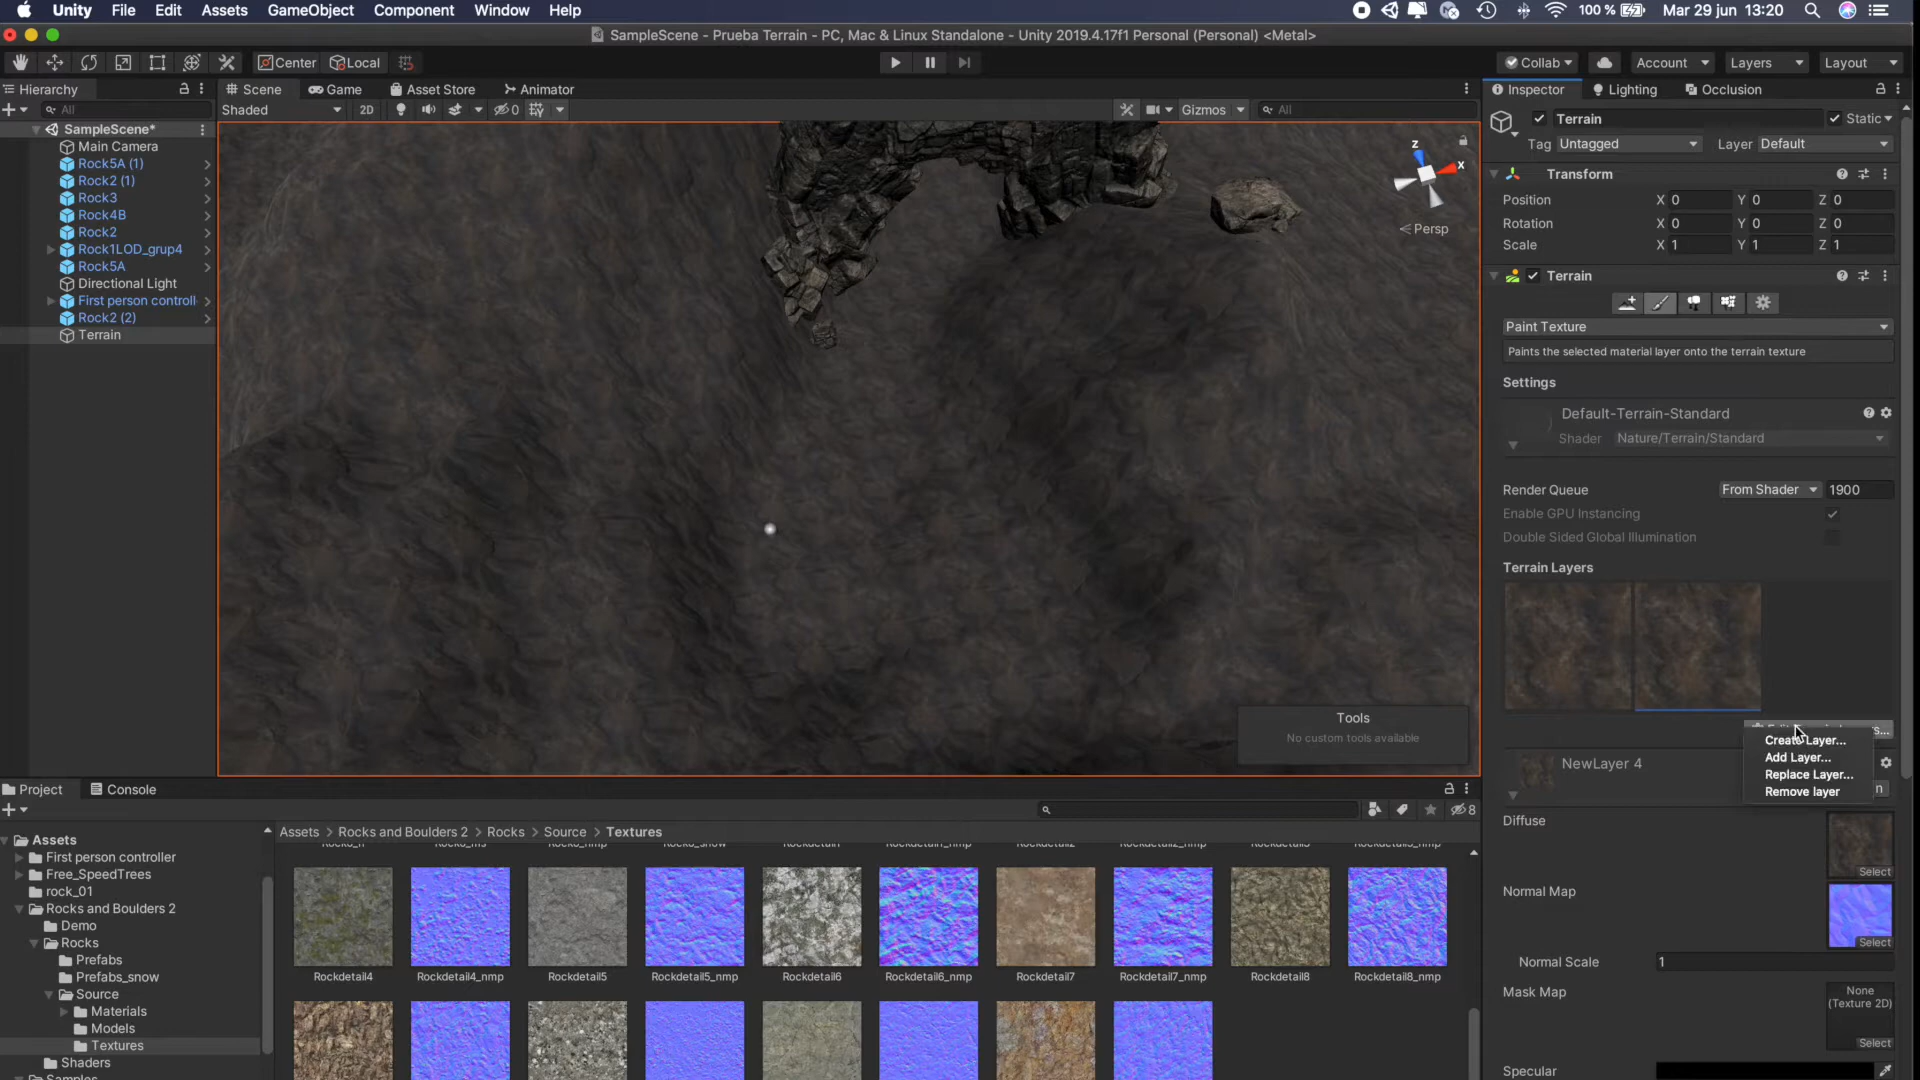 Unity File Edit Assets GameObject Component Window Help
100 % Mar 29 jun 13:20
SampleScene - Prueba Terrain - PC, Mac & Linux Standalone - Unity 2019.4.17f1 Personal (Personal) <Metal>
Center Local
Collab Account Layers Layout
Hierarchy
All
SampleScene*
Main Camera
Rock5A (1)
Rock2 (1)
Rock3
Rock4B
Rock2
Rock1LOD_grup4
Rock5A
Directional Light
First person controll
Rock2 (2)
Terrain
Scene Game Asset Store Animator
Shaded 2D 0 Gizmos All
z
x
Persp
Tools
No custom tools available
Inspector Lighting Occlusion
Terrain Static
Tag Untagged Layer Default
Transform
Position X 0 Y 0 Z 0
Rotation X 0 Y 0 Z 0
Scale X 1 Y 1 Z 1
Terrain
Paint Texture
Paints the selected material layer onto the terrain texture
Settings
Default-Terrain-Standard
Shader Nature/Terrain/Standard
Render Queue From Shader 1900
Enable GPU Instancing
Double Sided Global Illumination
Terrain Layers
Create Layer...
Add Layer...
Replace Layer...
Remove layer
NewLayer 4
Diffuse
Select
Normal Map
Select
Normal Scale 1
Mask Map
None
(Texture 2D)
Select
Specular
Project Console
8
Assets
First person controller
Free_SpeedTrees
rock_01
Rocks and Boulders 2
Demo
Rocks
Prefabs
Prefabs_snow
Source
Materials
Models
Textures
Shaders
Samples
Assets > Rocks and Boulders 2 > Rocks > Source > Textures
Rockdetail4 Rockdetail4_nmp Rockdetail5 Rockdetail5_nmp Rockdetail6 Rockdetail6_nmp Rockdetail7 Rockdetail7_nmp Rockdetail8 Rockdetail8_nmp